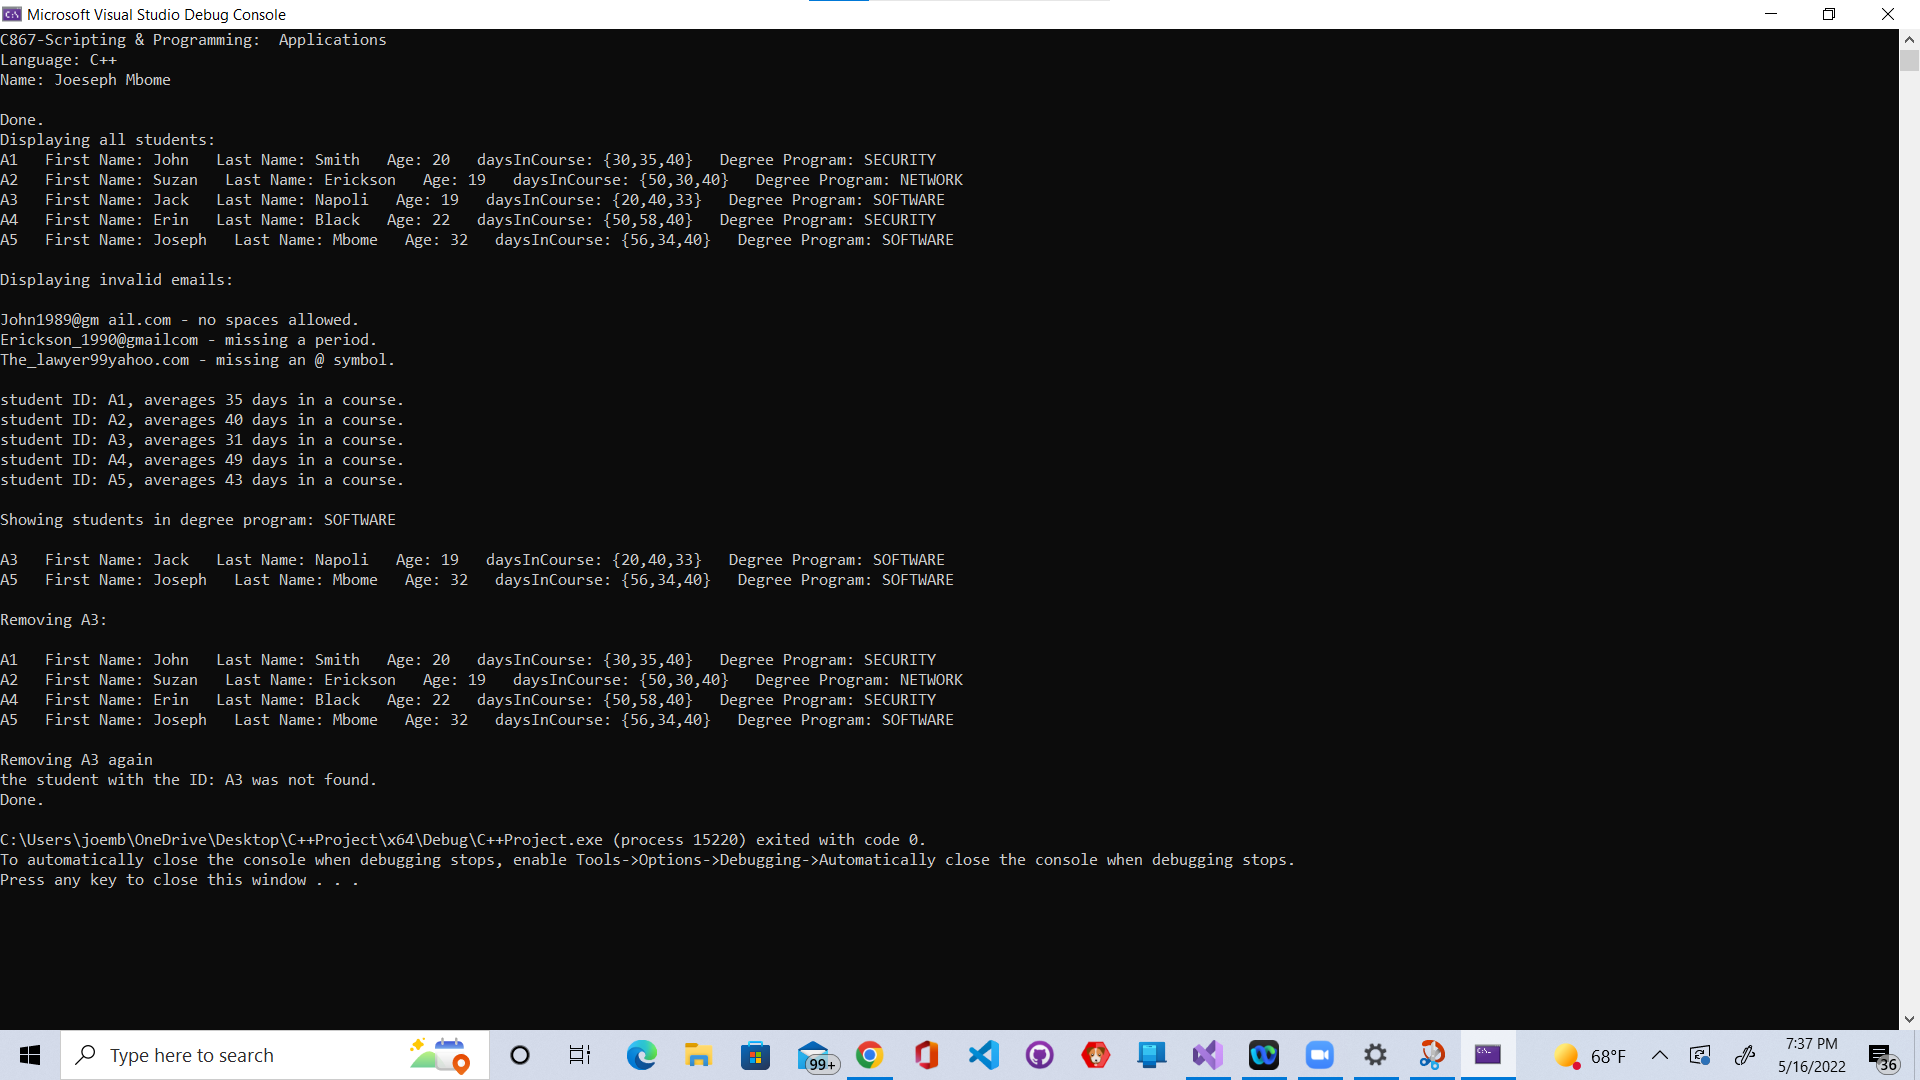 Microsoft Visual Studio Debug Console
C867-Scripting & Programming:  Applications
Language: C++
Name: Joeseph Mbome
Done.
Displaying all students:
A1   First Name: John   Last Name: Smith   Age: 20   daysInCourse: {30,35,40}   Degree Program: SECURITY
A2   First Name: Suzan   Last Name: Erickson   Age: 19   daysInCourse: {50,30,40}   Degree Program: NETWORK
A3   First Name: Jack   Last Name: Napoli   Age: 19   daysInCourse: {20,40,33}   Degree Program: SOFTWARE
A4   First Name: Erin   Last Name: Black   Age: 22   daysInCourse: {50,58,40}   Degree Program: SECURITY
A5   First Name: Joseph   Last Name: Mbome   Age: 32   daysInCourse: {56,34,40}   Degree Program: SOFTWARE
Displaying invalid emails:
John1989@gm ail.com - no spaces allowed.
Erickson_1990@gmailcom - missing a period.
The_lawyer99yahoo.com - missing an @ symbol.
student ID: A1, averages 35 days in a course.
student ID: A2, averages 40 days in a course.
student ID: A3, averages 31 days in a course.
student ID: A4, averages 49 days in a course.
student ID: A5, averages 43 days in a course.
Showing students in degree program: SOFTWARE
A3   First Name: Jack   Last Name: Napoli   Age: 19   daysInCourse: {20,40,33}   Degree Program: SOFTWARE
A5   First Name: Joseph   Last Name: Mbome   Age: 32   daysInCourse: {56,34,40}   Degree Program: SOFTWARE
Removing A3:
A1   First Name: John   Last Name: Smith   Age: 20   daysInCourse: {30,35,40}   Degree Program: SECURITY
A2   First Name: Suzan   Last Name: Erickson   Age: 19   daysInCourse: {50,30,40}   Degree Program: NETWORK
A4   First Name: Erin   Last Name: Black   Age: 22   daysInCourse: {50,58,40}   Degree Program: SECURITY
A5   First Name: Joseph   Last Name: Mbome   Age: 32   daysInCourse: {56,34,40}   Degree Program: SOFTWARE
Removing A3 again
the student with the ID: A3 was not found.
Done.
C:\Users\joemb\OneDrive\Desktop\C++Project\x64\Debug\C++Project.exe (process 15220) exited with code 0.
To automatically close the console when debugging stops, enable Tools->Options->Debugging->Automatically close the console when debugging stops.
Press any key to close this window . . .
Type here to search
99+
68°F
7:37 PM
5/16/2022
36